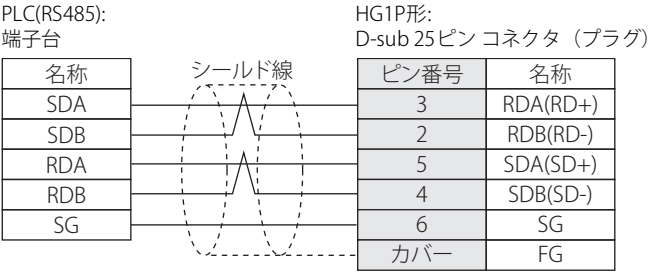 PLC(RS485):
端子台
HG1P形:
D-sub 25ピン コネクタ（プラグ）
名称 シールド線 ピン番号 名称
SDA 3 RDA(RD+)
SDB 2 RDB(RD-)
RDA 5 SDA(SD+)
RDB 4 SDB(SD-)
SG 6 SG
カバー FG